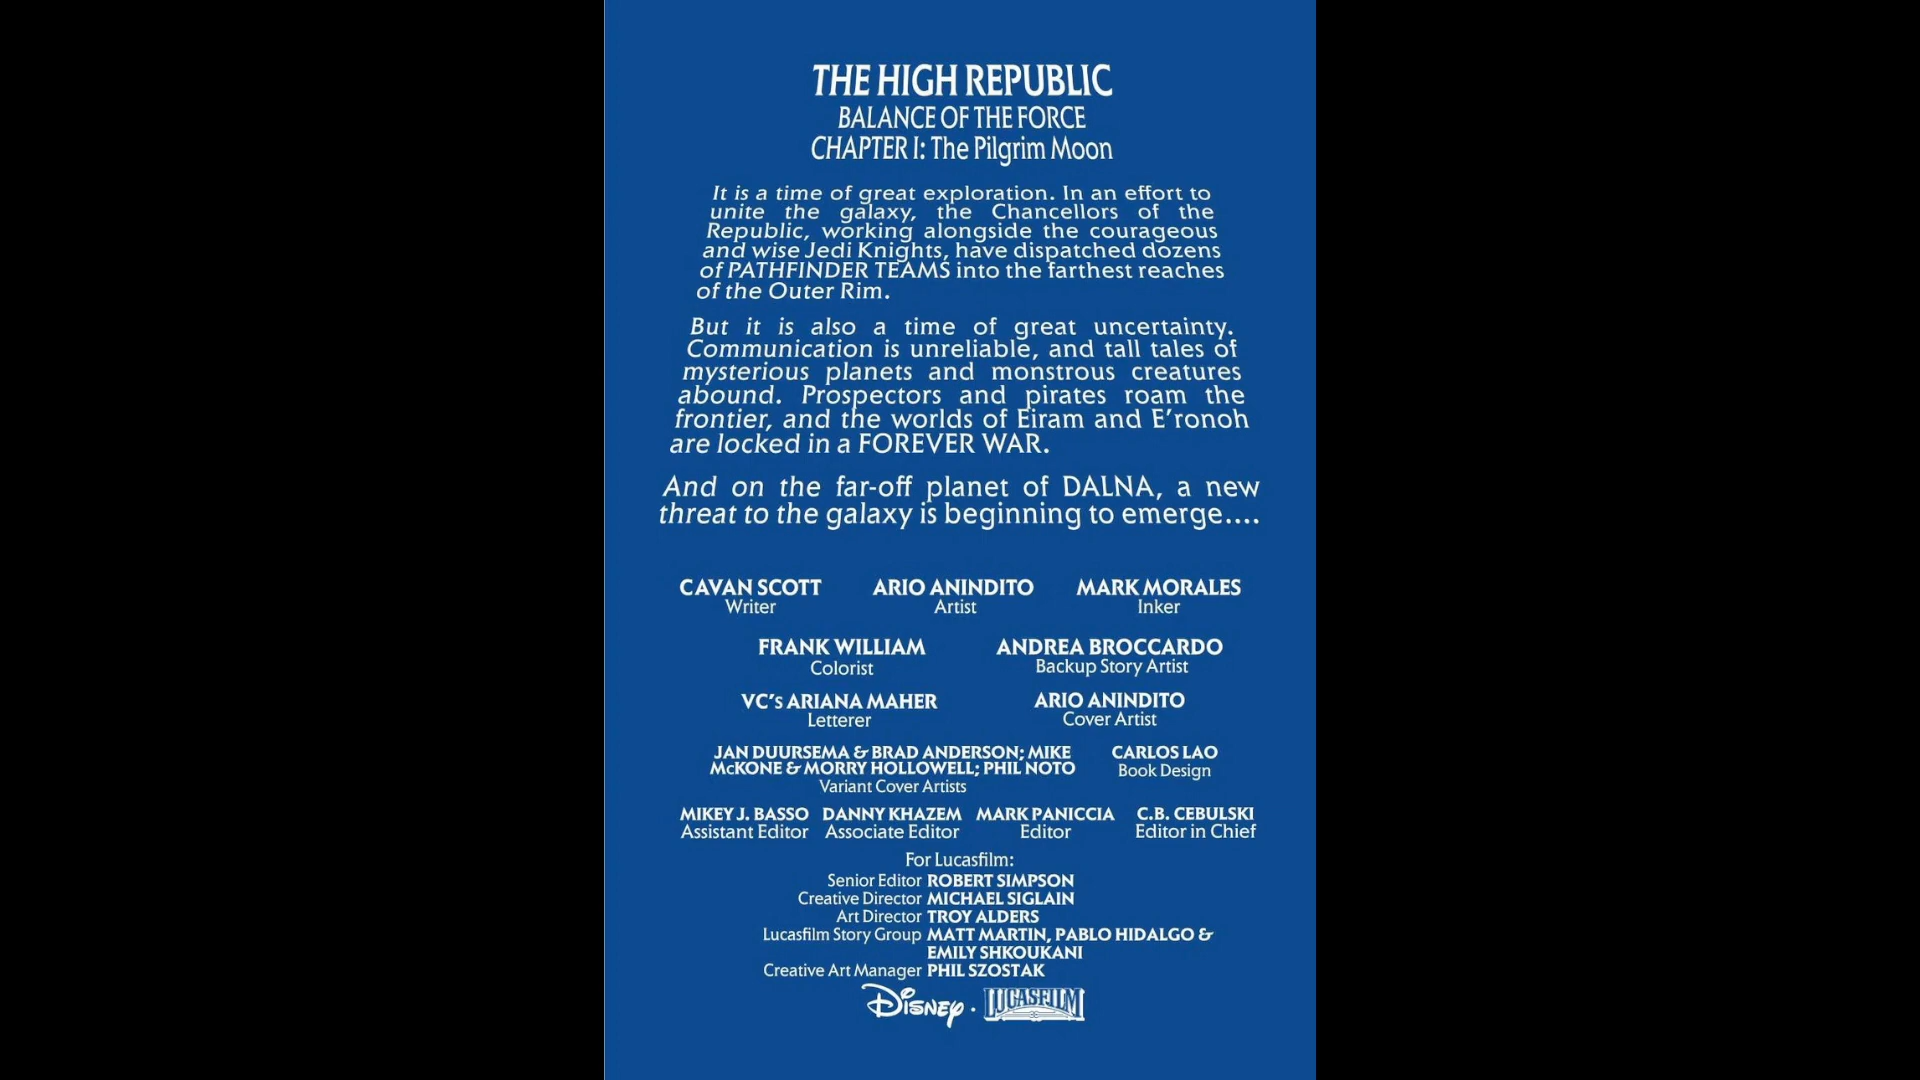 THE HIGH REPUBLIC
BALANCE OF THE FORCE
CHAPTER I: The Pilgrim Moon
It is a time of great exploration. In an effort to
unite the galaxy, the Chancellors of the
Republic, working alongside the courageous
and wise Jedi Knights, have dispatched dozens
of PATHFINDER TEAMS into the farthest reaches
of the Outer Rim.
But it is also a time of great uncertainty.
Communication is unreliable, and tall tales of
mysterious planets and monstrous creatures
abound. Prospectors and pirates roam the
frontier, and the worlds of Eiram and E'ronoh
are locked in a FOREVER WAR.
And on the far-off planet of DALNA, a new
threat to the galaxy is beginning to emerge....
CAVAN SCOTT ARIO ANINDITO MARK MORALES
Writer Artist Inker
FRANK WILLIAM ANDREA BROCCARDO
Colorist Backup Story Artist
VC's ARIANA MAHER ARIO ANINDITO
Letterer Cover Artist
JAN DUURSEMA & BRAD ANDERSON; MIKE CARLOS LAO
McKONE & MORRY HOLLOWELL; PHIL NOTO Book Design
Variant Cover Artists
MIKEY J. BASSO DANNY KHAZEM MARK PANICCIA C.B. CEBULSKI
Assistant Editor Associate Editor Editor Editor in Chief
For Lucasfilm:
Senior Editor ROBERT SIMPSON
Creative Director MICHAEL SIGLAIN
Art Director TROY ALDERS
Lucasfilm Story Group MATT MARTIN, PABLO HIDALGO &
EMILY SHKOUKANI
Creative Art Manager PHIL SZOSTAK
Disney · LUCASFILM